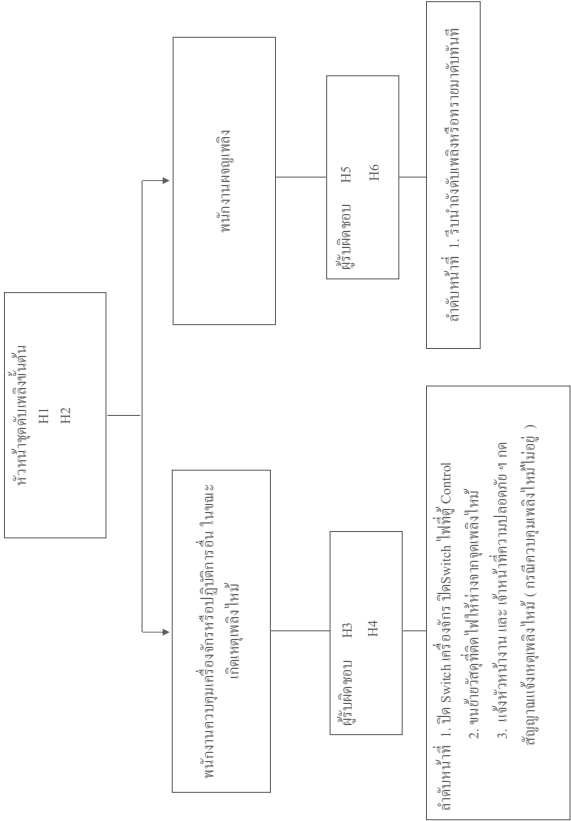 หัวหน้าชุดดับเพลิงขั้นต้น
H1
H2
พนักงานควบคุมเครื่องจักรหรือปฏิบัติการอื่น ในขณะ
เกิดเหตุเพลิงไหม้
พนักงานผจญเพลิง
ผู้รับผิดชอบ H3
H4
ผู้รับผิดชอบ H5
H6
ลำดับหน้าที่ 1. ปิด Switch เครื่องจักร ปิดSwitch ไฟที่ตู้ Control
2. ขนย้ายวัสดุที่ติดไฟให้ห่างจากจุดเพลิงไหม้
3. แจ้งหัวหน้างาน และ เจ้าหน้าที่ความปลอดภัย ฯ กด
สัญญาณแจ้งเหตุเพลิงไหม้ ( กรณีควบคุมเพลิงไหม้ไม่อยู่ )
ลำดับหน้าที่ 1. รีบนำถังดับเพลิงหรือทรายมาดับทันที